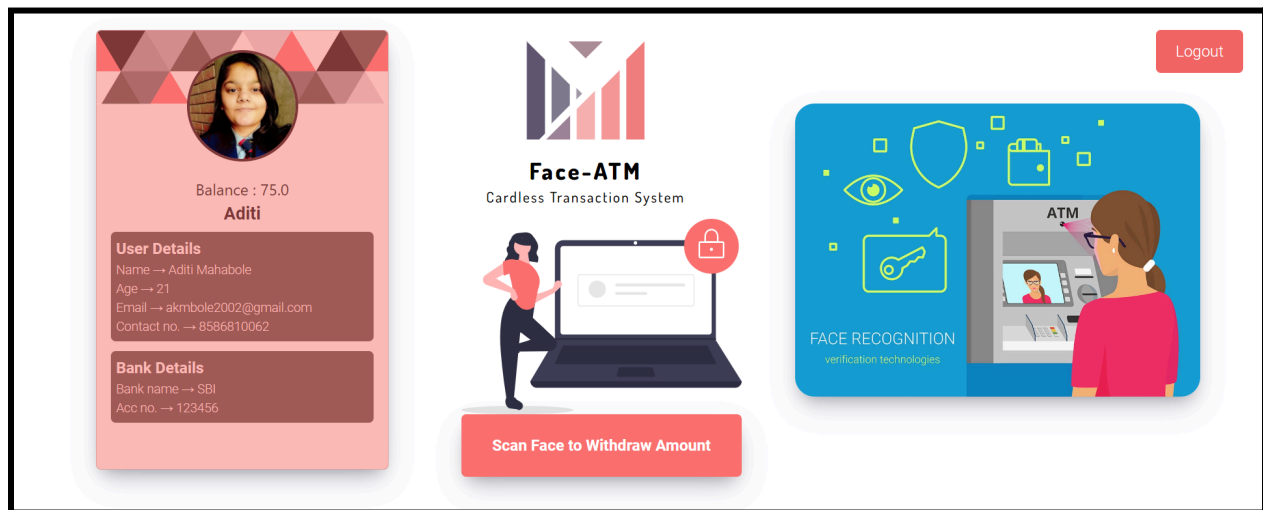 Balance : 75.0
Aditi
User Details
Name → Aditi Mahabole
Age → 21
Email → akmbole2002@gmail.com
Contact no. → 8586810062
Bank Details
Bank name → SBI
Acc no. → 123456
Face-ATM
Cardless Transaction System
Scan Face to Withdraw Amount
Logout
ATM
FACE RECOGNITION
verification technologies